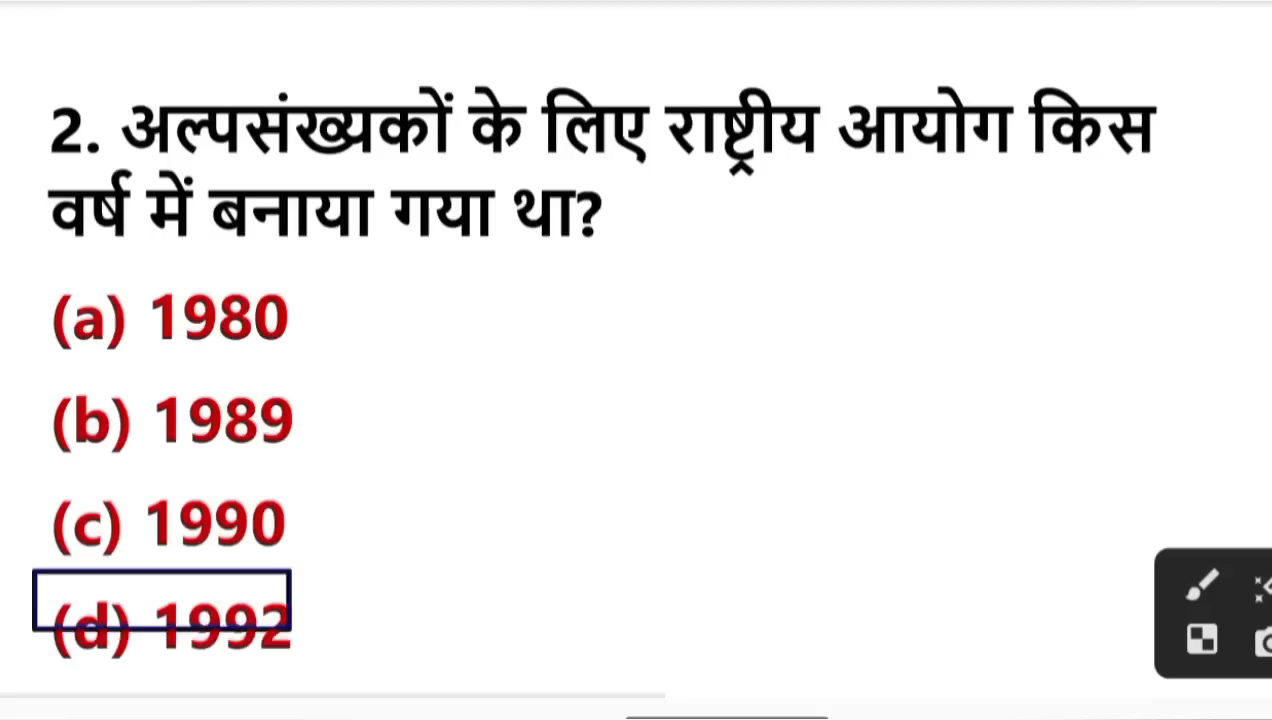 2. अल्पसंख्यकों के लिए राष्ट्रीय आयोग किस
वर्ष में बनाया गया था?
(a) 1980
(b) 1989
(c) 1990
(d) 1992